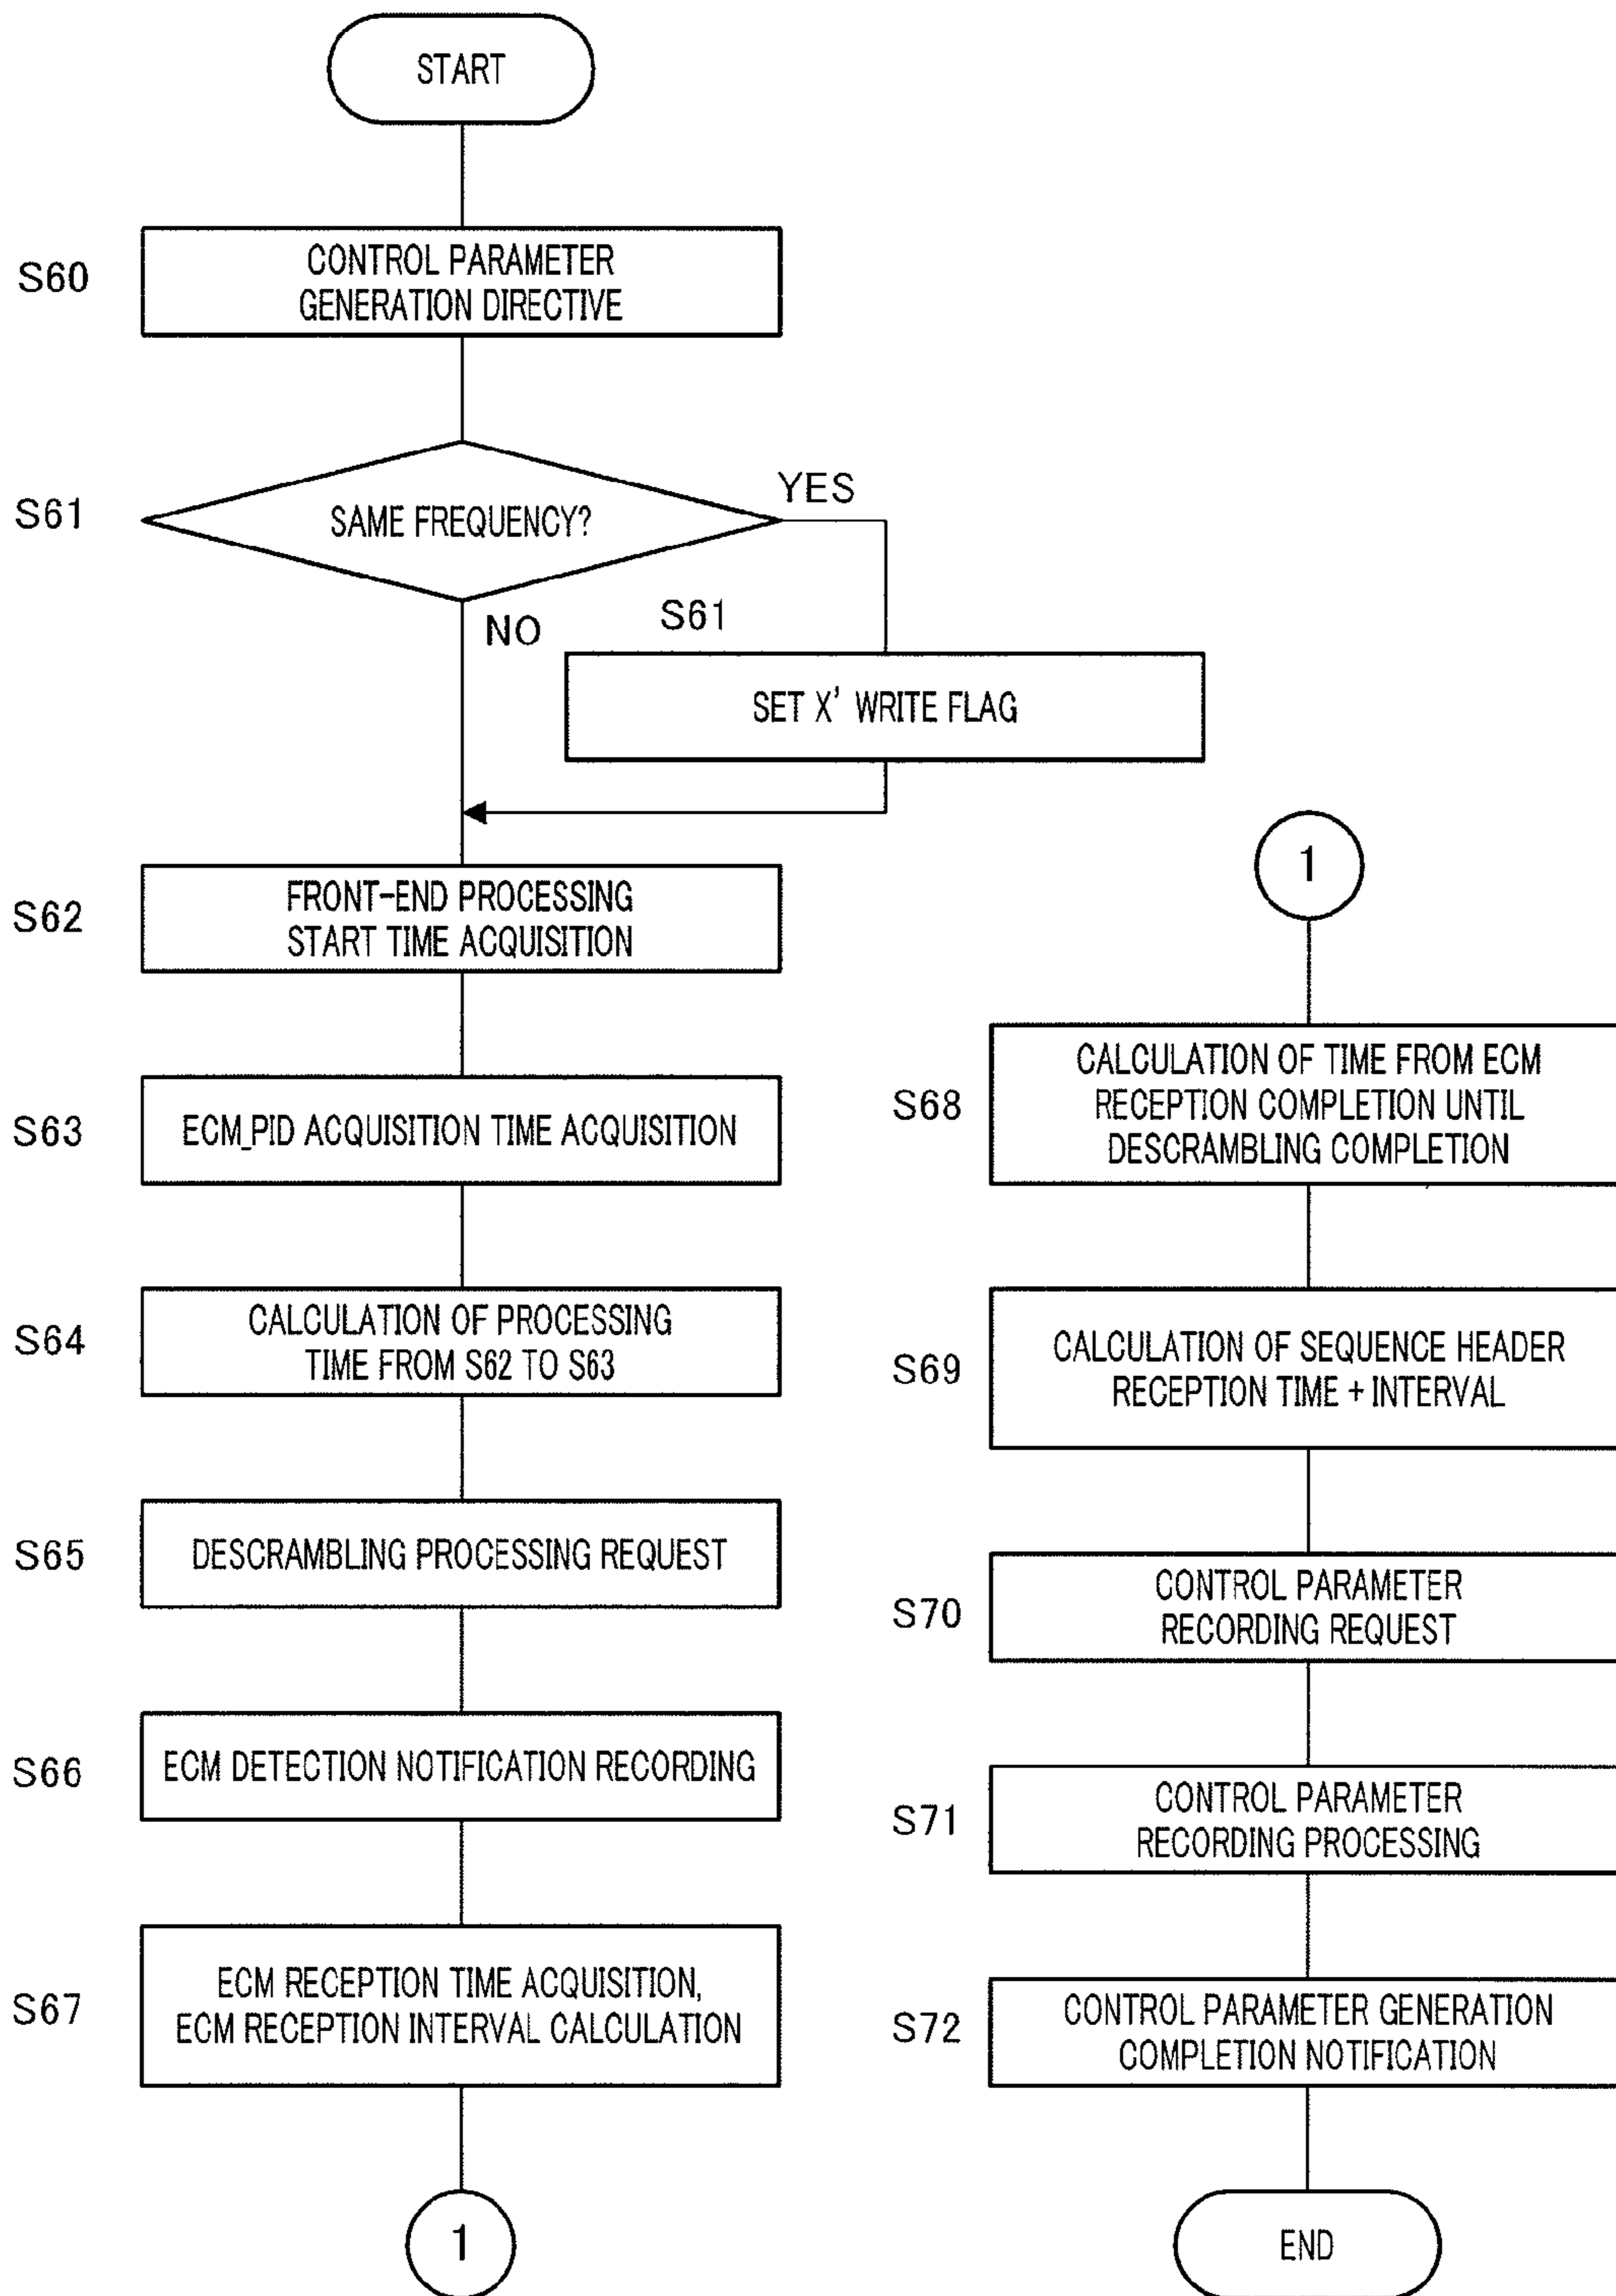 START
S60
CONTROL PARAMETER
GENERATION DIRECTIVE
S61
SAME FREQUENCY?
YES
NO
S61
SET X' WRITE FLAG
S62
FRONT-END PROCESSING
START TIME ACQUISITION
S63
ECM_PID ACQUISITION TIME ACQUISITION
S64
CALCULATION OF PROCESSING
TIME FROM S62 TO S63
S65
DESCRAMBLING PROCESSING REQUEST
S66
ECM DETECTION NOTIFICATION RECORDING
S67
ECM RECEPTION TIME ACQUISITION,
ECM RECEPTION INTERVAL CALCULATION
1
1
S68
CALCULATION OF TIME FROM ECM
RECEPTION COMPLETION UNTIL
DESCRAMBLING COMPLETION
S69
CALCULATION OF SEQUENCE HEADER
RECEPTION TIME + INTERVAL
S70
CONTROL PARAMETER
RECORDING REQUEST
S71
CONTROL PARAMETER
RECORDING PROCESSING
S72
CONTROL PARAMETER GENERATION
COMPLETION NOTIFICATION
END